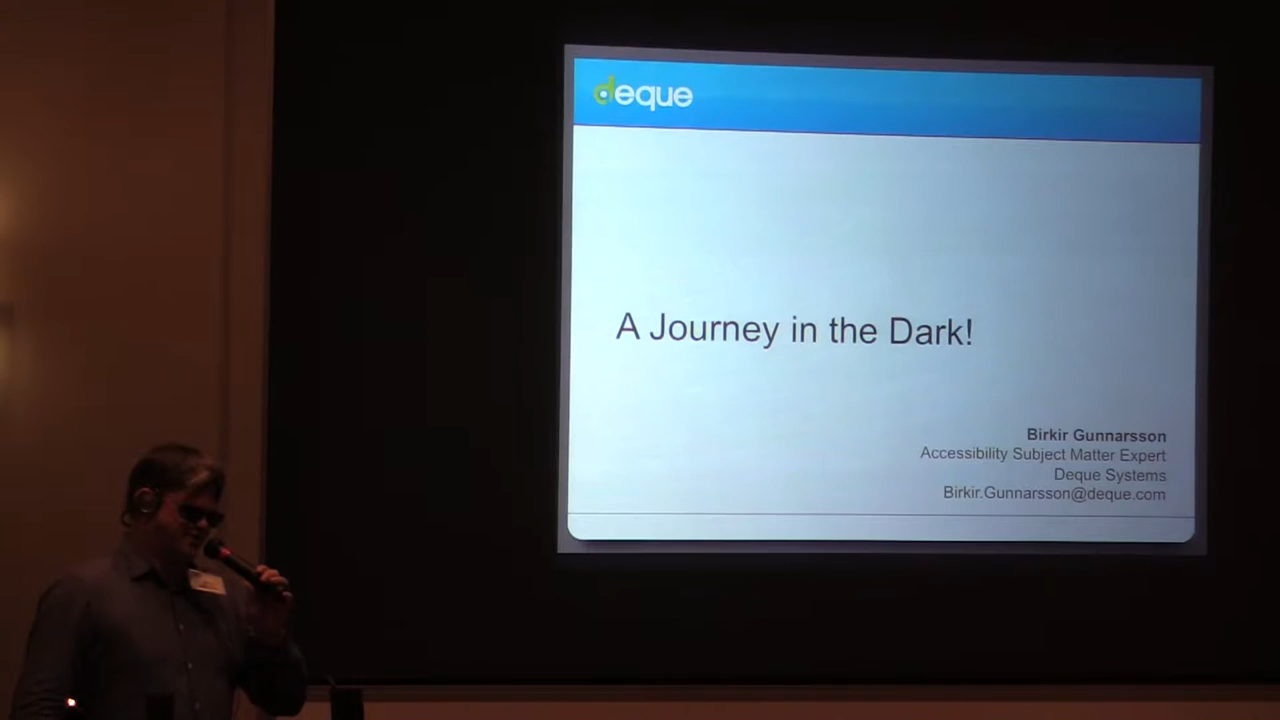 deque
A Journey in the Dark!
Birkir Gunnarsson
Accessibility Subject Matter Expert
Deque Systems
Birkir.Gunnarsson@deque.com